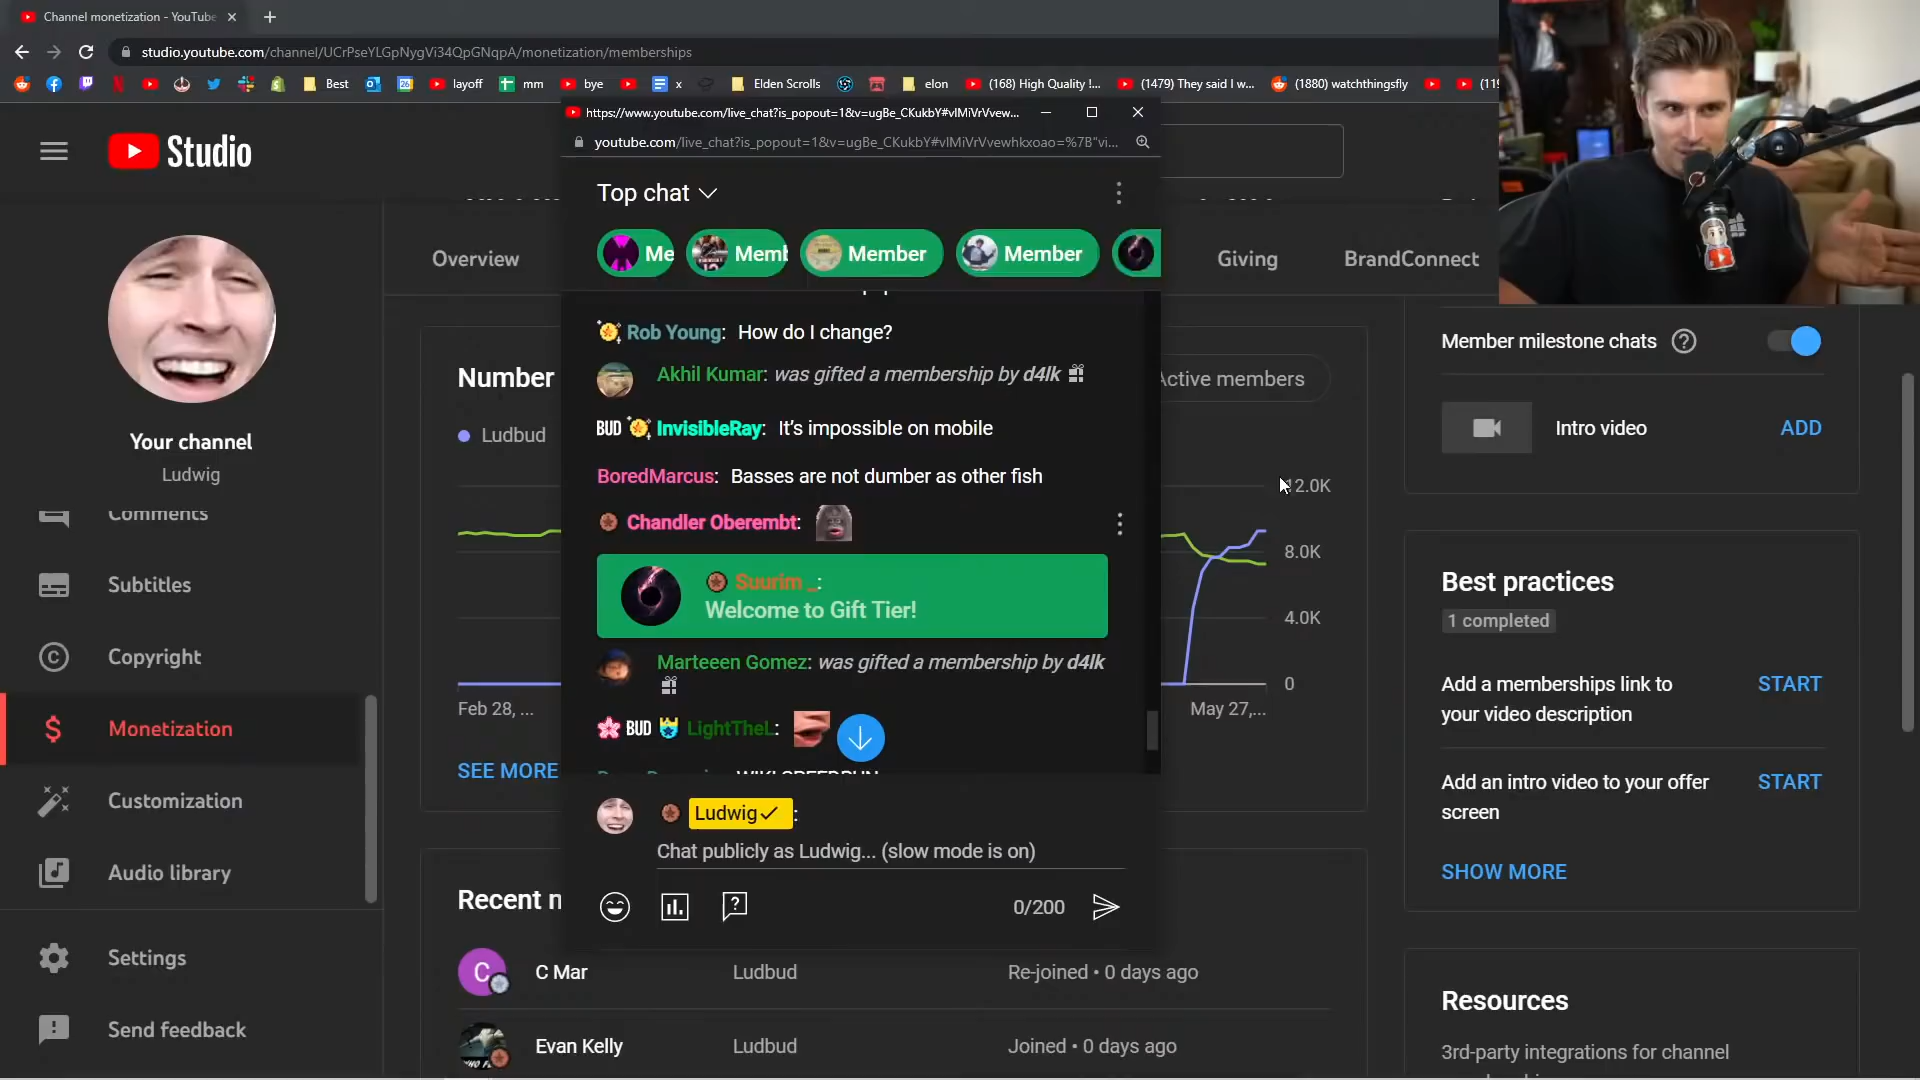 Channel monetization - YouTube
studio.youtube.com/channel/UCrPseYLGpNygVi34QpGNqpA/monetization/memberships
Best
layoff
mm
bye
x
Elden Scrolls
elon
(168) High Quality !...
(1479) They said I w...
(1880) watchthingsfly
https://www.youtube.com/live_chat?is_popout=1&v=ugBe_CKukbY#vlMiVrVvew...
youtube.com/live_chat?is_popout=1&v=ugBe_CKukbY#vlMiVrVvewhkxoao=%7B"vi...
Studio
Top chat
Me
Memb
Member
Member
Overview
Giving
BrandConnect
Your channel
Ludwig
Comments
Subtitles
Copyright
Monetization
Customization
Audio library
Settings
Send feedback
Number
Active members
Ludbud
12.0K
8.0K
4.0K
0
Feb 28, ...
May 27,...
SEE MORE
Rob Young: How do I change?
Akhil Kumar: was gifted a membership by d4lk
BUD InvisibleRay: It's impossible on mobile
BoredMarcus: Basses are not dumber as other fish
Chandler Oberembt:
Suurim _:
Welcome to Gift Tier!
Marteeen Gomez: was gifted a membership by d4lk
BUD LightTheL:
WIKI SPEEDRUN
Ludwig :
Chat publicly as Ludwig... (slow mode is on)
0/200
Recent m
C
C Mar
Ludbud
Re-joined • 0 days ago
Evan Kelly
Ludbud
Joined • 0 days ago
Member milestone chats
Intro video
ADD
Best practices
1 completed
Add a memberships link to
your video description
START
Add an intro video to your offer
screen
START
SHOW MORE
Resources
3rd-party integrations for channel